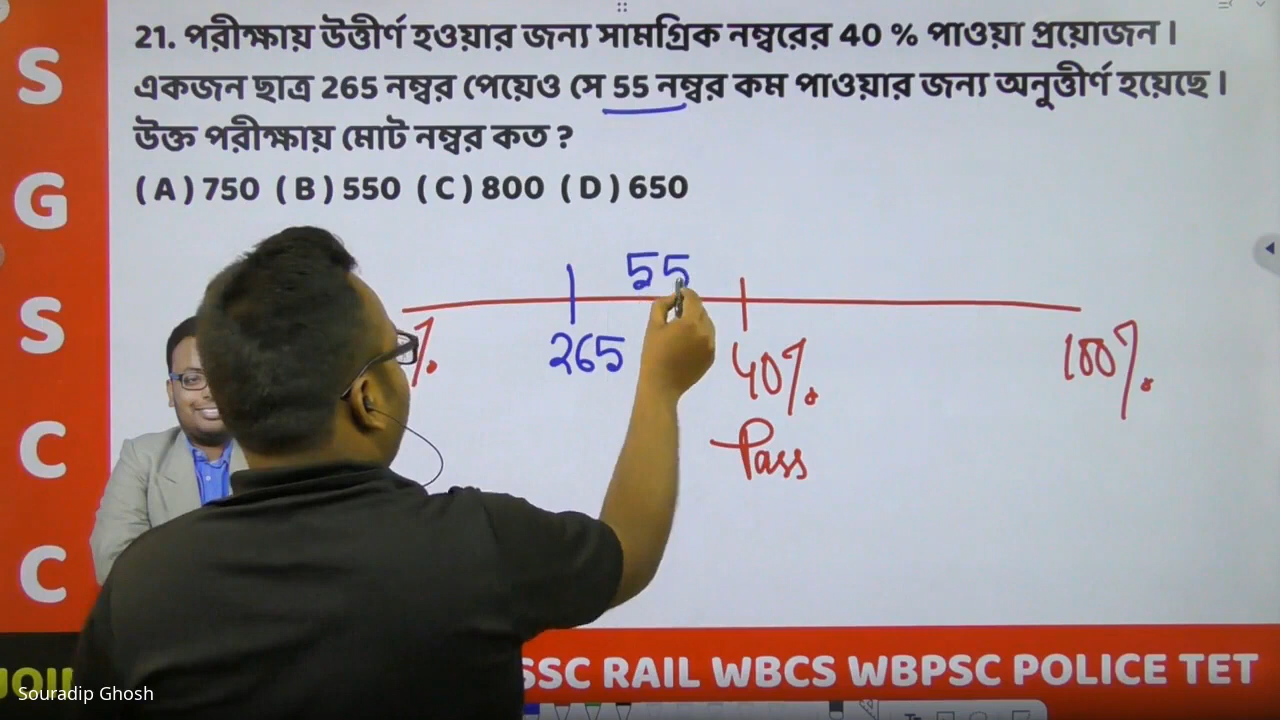 21. পরীক্ষায় উত্তীর্ণ হওয়ার জন্য সামগ্রিক নম্বরের 40 % পাওয়া প্রয়োজন ।
একজন ছাত্র 265 নম্বর পেয়েও সে 55 নম্বর কম পাওয়ার জন্য অনুত্তীর্ণ হয়েছে ।
উক্ত পরীক্ষায় মোট নম্বর কত ?
( A ) 750 ( B ) 550 ( C ) 800 ( D ) 650
S
G
S
C
C
55
%
265
40%
100%
Pass
SSC RAIL WBCS WBPSC POLICE TET
Souradip Ghosh